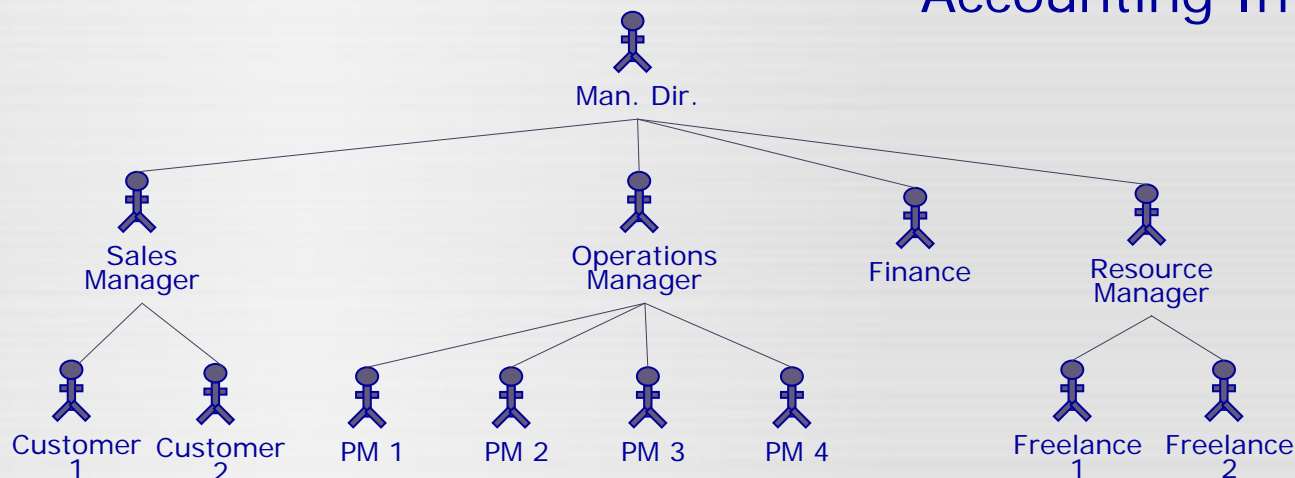 Accounting
Man. Dir.
Sales
Manager
Operations
Manager
Finance
Resource
Manager
Customer
1
Customer
2
PM 1
PM 2
PM 3
PM 4
Freelance
1
Freelance
2